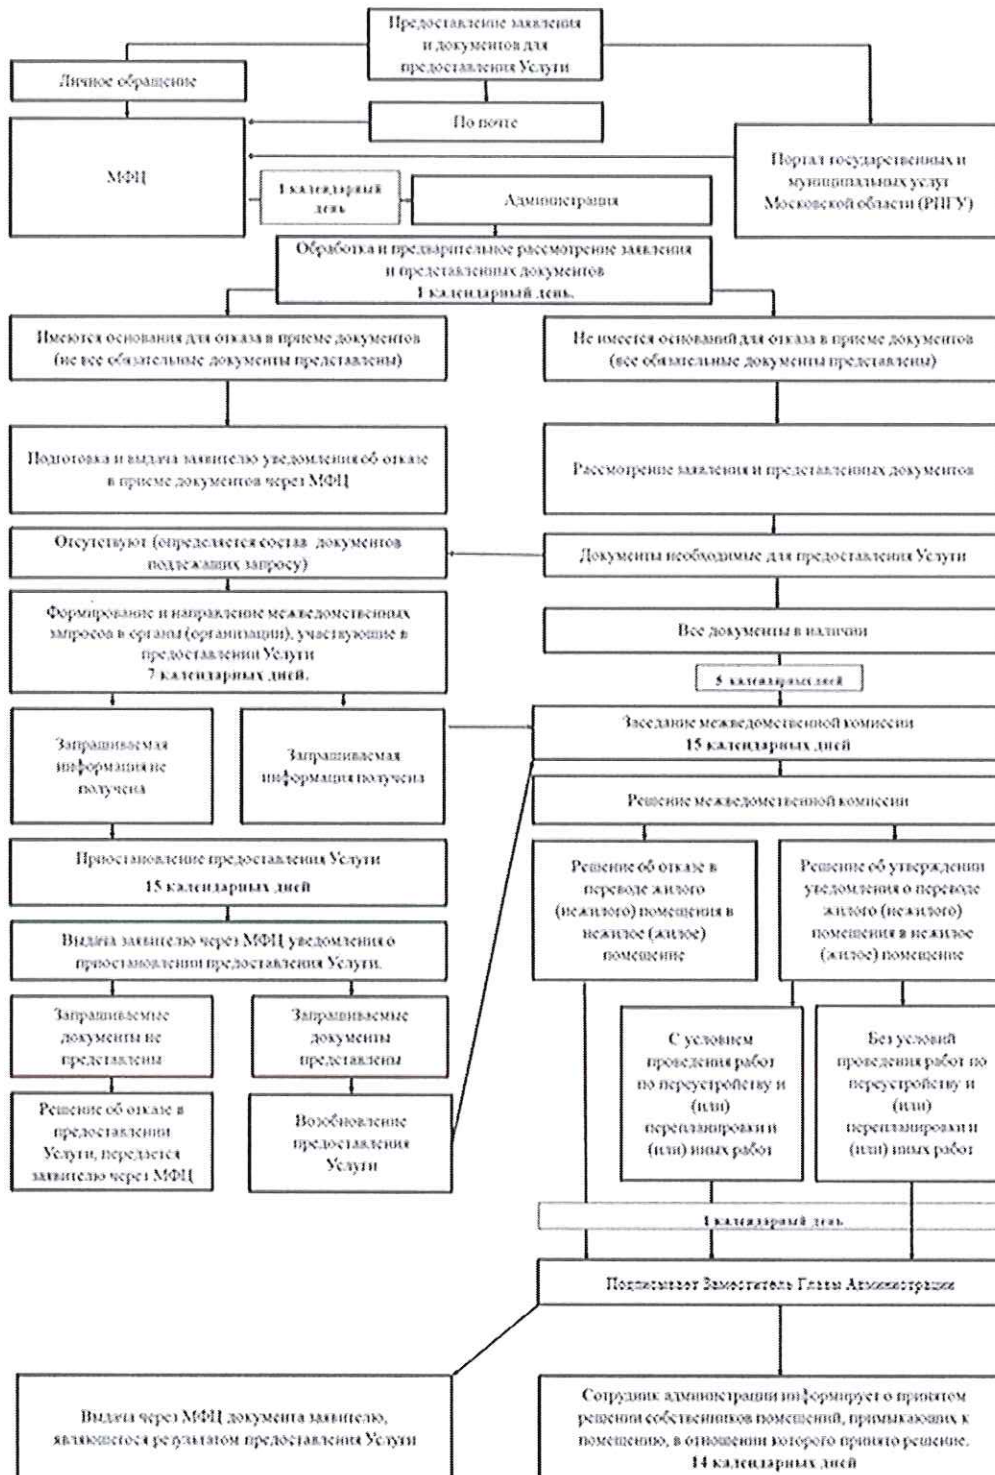 Предоставление заявления
и документов для
предоставления Услуги
Личное обращение
По почте
МФЦ
Портал государственных и
муниципальных услуг
Московской области (РПГУ)
1 календарный
день
Администрация
Обработка и предварительное рассмотрение заявления
и представленных документов
1 календарный день.
Имеются основания для отказа в приеме документов
(не все обязательные документы представлены)
Не имеется оснований для отказа в приеме документов
(все обязательные документы представлены)
Подготовка и выдача заявителю уведомления об отказе
в приеме документов через МФЦ
Рассмотрение заявления и представленных документов
Отсутствуют (определяется состав документов
подлежащих запросу)
Документы необходимые для предоставления Услуги
Формирование и направление межведомственных
запросов в органы (организации), участвующие в
предоставлении Услуги
7 календарных дней.
Все документы в наличии
5 календарных дней
Запрашиваемая
информация не
получена
Запрашиваемая
информация получена
Заседание межведомственной комиссии
15 календарных дней
Решение межведомственной комиссии
Приостановление предоставления Услуги
15 календарных дней
Решение об отказе в
переводе жилого
(нежилого) помещения в
нежилое (жилое)
помещение
Решение об утверждении
уведомления о переводе
жилого (нежилого)
помещения в нежилое
(жилое) помещение
Выдача заявителю через МФЦ уведомления о
приостановлении предоставления Услуги.
Запрашиваемые
документы не
представлены
Запрашиваемые
документы
представлены
С условием
проведения работ
по переустройству и
(или)
перепланировки и
(или) иных работ
Без условий
проведения работ по
переустройству и
(или)
перепланировки и
(или) иных работ
Решение об отказе в
предоставлении
Услуги, передается
заявителю через МФЦ
Возобновление
предоставления
Услуги
1 календарный день
Подписывает Заместитель Главы Администрации
Выдача через МФЦ документа заявителю,
являющегося результатом предоставления Услуги
Сотрудник администрации информирует о принятом
решении собственников помещений, примыкающих к
помещению, в отношении которого принято решение.
14 календарных дней